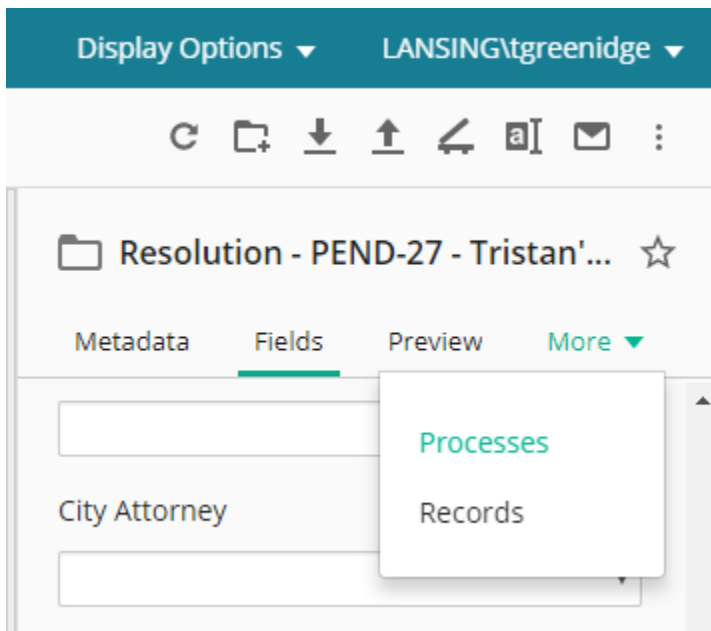 Display Options LANSING\tgreenidge
Resolution - PEND-27 - Tristan'...
Metadata Fields Preview More
Processes
City Attorney
Records